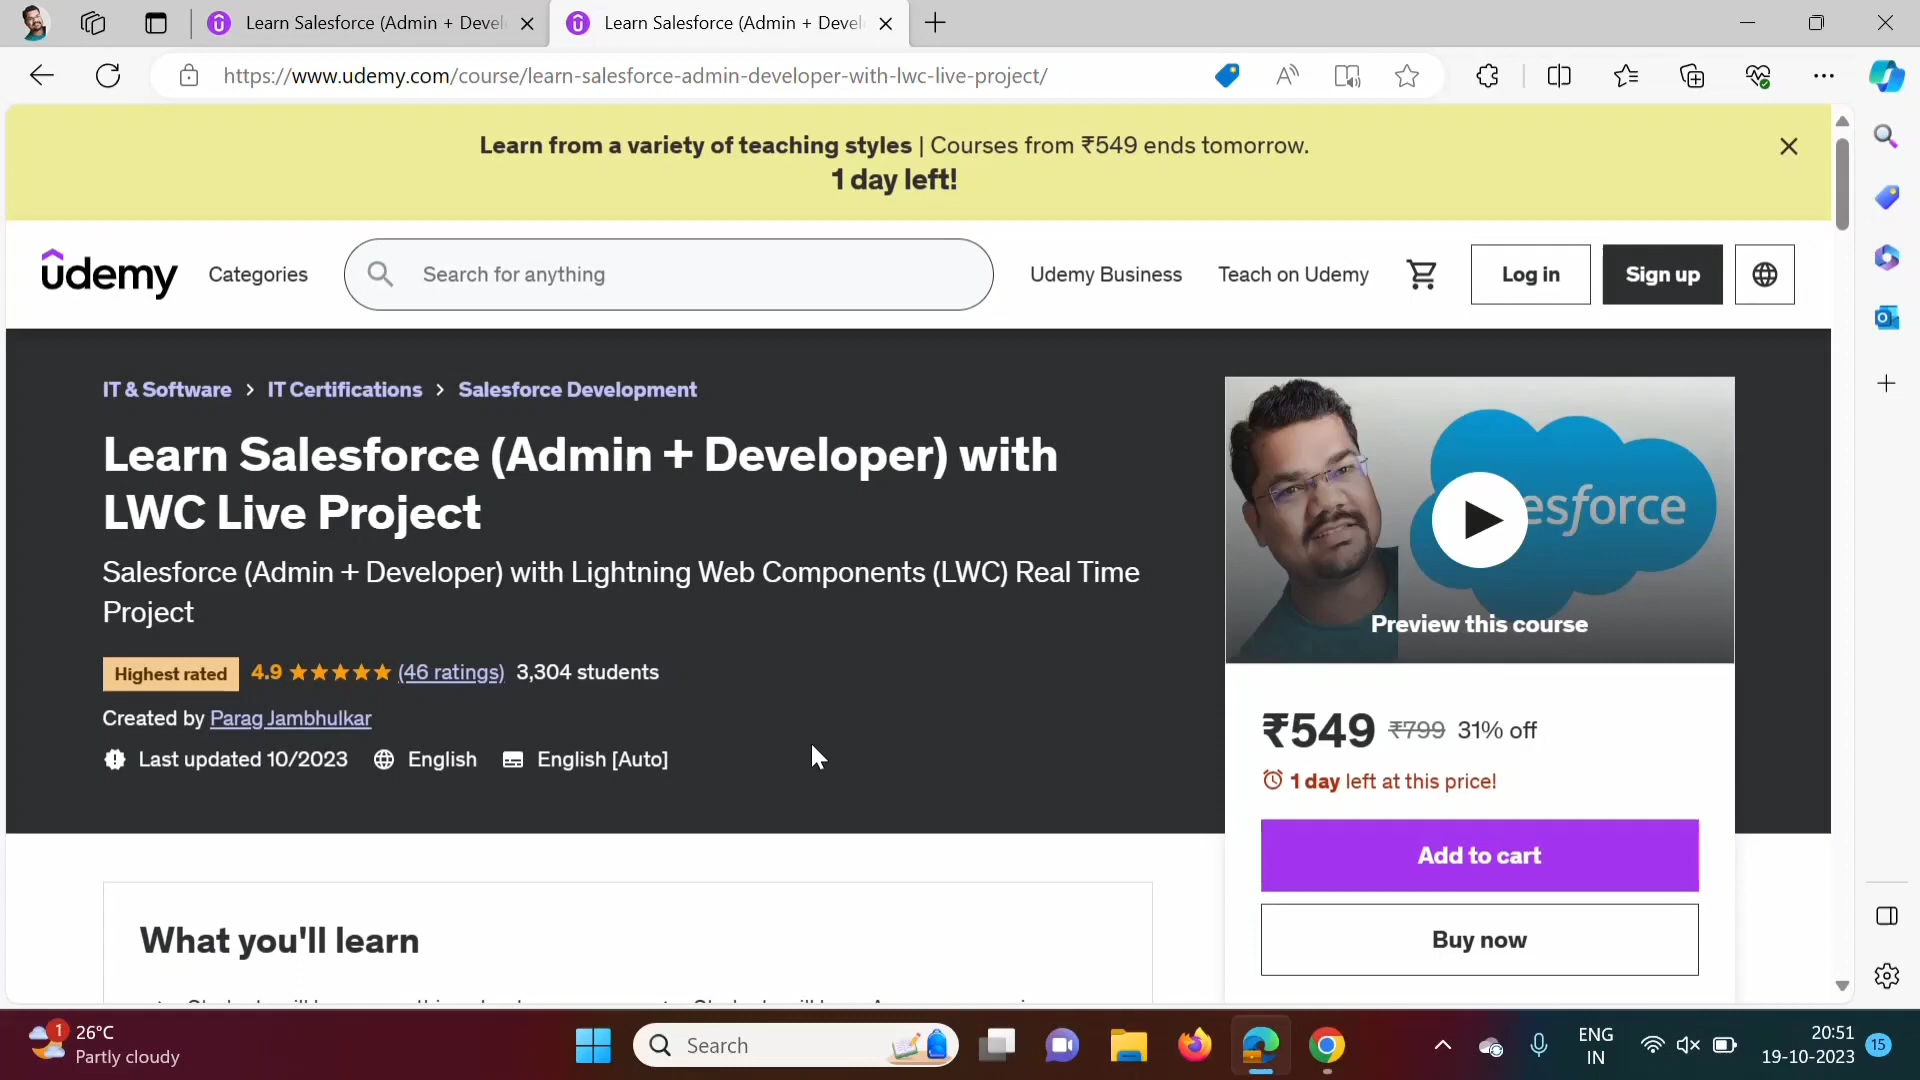 Learn Salesforce (Admin + Devel
Learn Salesforce (Admin + Devel
https://www.udemy.com/course/learn-salesforce-admin-developer-with-lwc-live-project/
Learn from a variety of teaching styles | Courses from ₹549 ends tomorrow.
1 day left!
udemy
Categories
Search for anything
Udemy Business
Teach on Udemy
Log in
Sign up
IT & Software > IT Certifications > Salesforce Development
Learn Salesforce (Admin + Developer) with
LWC Live Project
Salesforce (Admin + Developer) with Lightning Web Components (LWC) Real Time
Project
Highest rated 4.9 (46 ratings) 3,304 students
Created by Parag Jambhulkar
Last updated 10/2023 English English [Auto]
esforce
Preview this course
₹549 ₹799 31% off
1 day left at this price!
Add to cart
Buy now
What you'll learn
1
26°C
Partly cloudy
Search
ENG
IN
20:51
19-10-2023
15